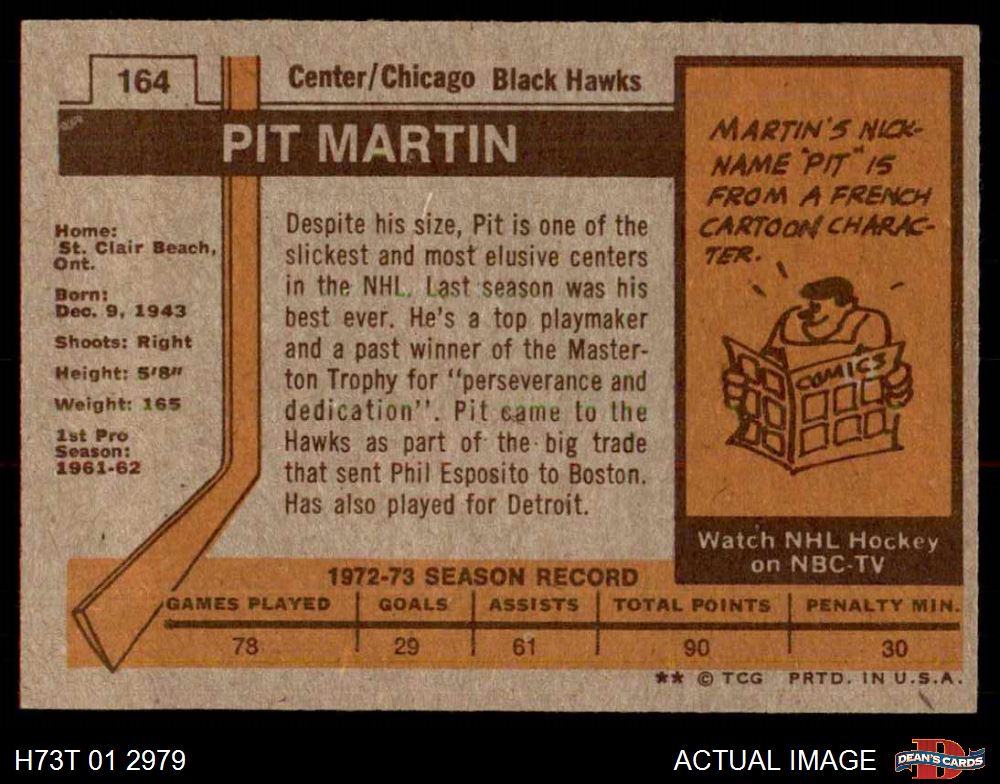 164
Center/Chicago Black Hawks
PIT MARTIN
Home:
St. Clair Beach,
Ont.
Born:
Dec. 9, 1943
Shoots: Right
Height: 5'8"
Weight: 165
1st Pro
Season:
1961-62
Despite his size, Pit is one of the
slickest and most elusive centers
in the NHL. Last season was his
best ever. He's a top playmaker
and a past winner of the Master-
ton Trophy for "perseverance and
dedication". Pit came to the
Hawks as part of the big trade
that sent Phil Esposito to Boston.
Has also played for Detroit.
MARTIN'S NICK-
NAME "PIT" IS
FROM A FRENCH
CARTOON CHARAC-
TER.
COMICS
Watch NHL Hockey
on NBC-TV
1972-73 SEASON RECORD
GAMES PLAYED GOALS ASSISTS TOTAL POINTS PENALTY MIN.
78 29 61 90 30
** © TCG PRTD. IN U.S.A.
H73T 01 2979
ACTUAL IMAGE
DEAN'S CARDS